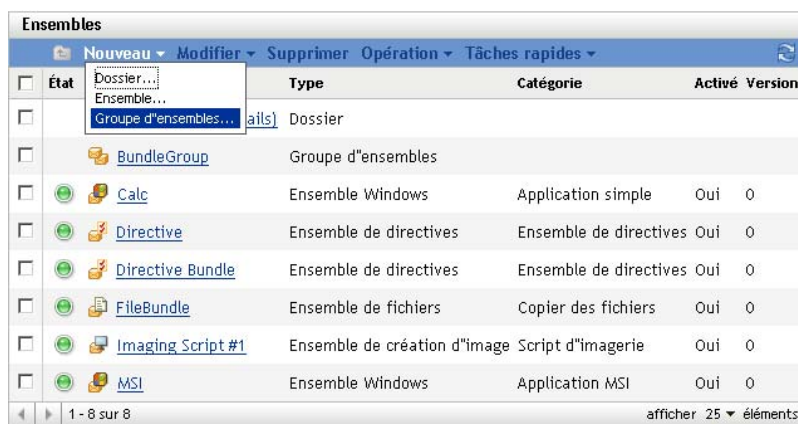 Ensembles
Nouveau Modifier Supprimer Opération Tâches rapides
Dossier...
Ensemble...
Groupe d"ensembles...
État Type Catégorie Activé Version
ails) Dossier
BundleGroup Groupe d"ensembles
Calc Ensemble Windows Application simple Oui 0
Directive Ensemble de directives Ensemble de directives Oui 0
Directive Bundle Ensemble de directives Ensemble de directives Oui 0
FileBundle Ensemble de fichiers Copier des fichiers Oui 0
Imaging Script #1 Ensemble de création d"image Script d"imagerie Oui 0
MSI Ensemble Windows Application MSI Oui 0
1 - 8 sur 8 afficher 25 éléments